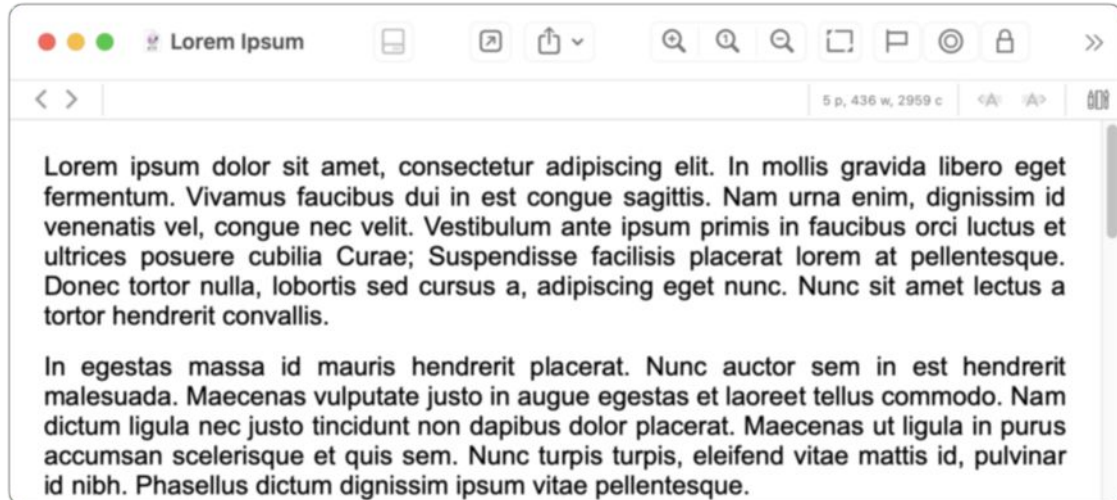 Lorem Ipsum
5 p, 436 w, 2959 c
Lorem ipsum dolor sit amet, consectetur adipiscing elit. In mollis gravida libero eget
fermentum. Vivamus faucibus dui in est congue sagittis. Nam urna enim, dignissim id
venenatis vel, congue nec velit. Vestibulum ante ipsum primis in faucibus orci luctus et
ultrices posuere cubilia Curae; Suspendisse facilisis placerat lorem at pellentesque.
Donec tortor nulla, lobortis sed cursus a, adipiscing eget nunc. Nunc sit amet lectus a
tortor hendrerit convallis.
In egestas massa id mauris hendrerit placerat. Nunc auctor sem in est hendrerit
malesuada. Maecenas vulputate justo in augue egestas et laoreet tellus commodo. Nam
dictum ligula nec justo tincidunt non dapibus dolor placerat. Maecenas ut ligula in purus
accumsan scelerisque et quis sem. Nunc turpis turpis, eleifend vitae mattis id, pulvinar
id nibh. Phasellus dictum dignissim ipsum vitae pellentesque.